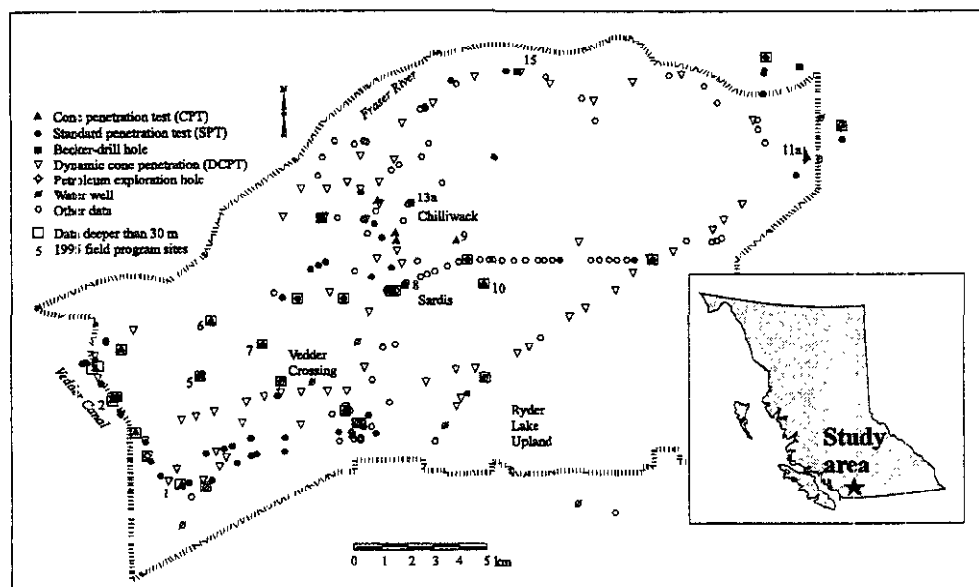 Fraser River
15
N
Cone penetration test (CPT)
Standard penetration test (SPT)
Becker-drill hole
Dynamic cone penetration (DCPT)
Petroleum exploration hole
Water well
Other data
Data deeper than 30 m
5 1995 field program sites
11a
13a
Chilliwack
9
8
Sardis
10
6
7
Vedder
Crossing
5
Vedder Canal
2
Ryder
Lake
Upland
1
Study
area
0 1 2 3 4 5 km